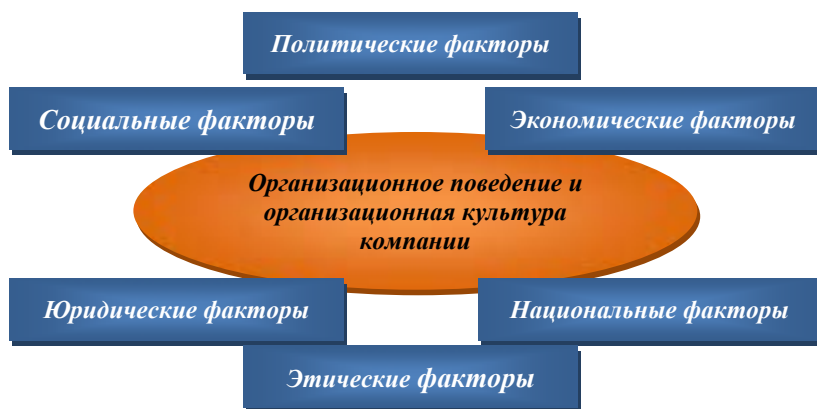 Политические факторы
Социальные факторы
Экономические факторы
Организационное поведение и
организационная культура
компании
Юридические факторы
Национальные факторы
Этические факторы